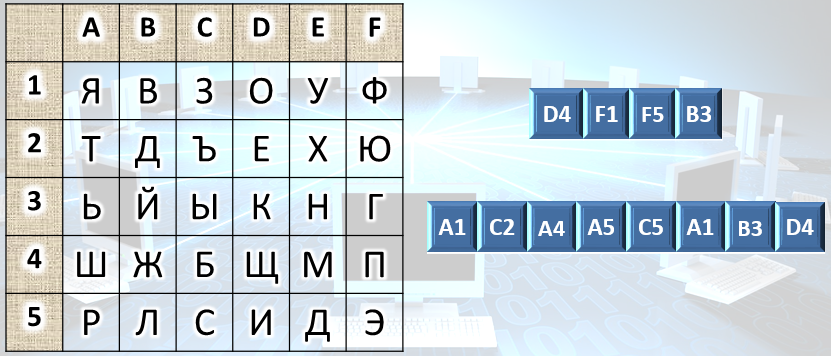 A B C D E F
1 Я В З О У Ф
2 Т Д Ъ Е Х Ю
3 Ь Й Ы К Н Г
4 Ш Ж Б Щ М П
5 Р Л С И Д Э
D4 F1 F5 B3
A1 C2 A4 A5 C5 A1 B3 D4